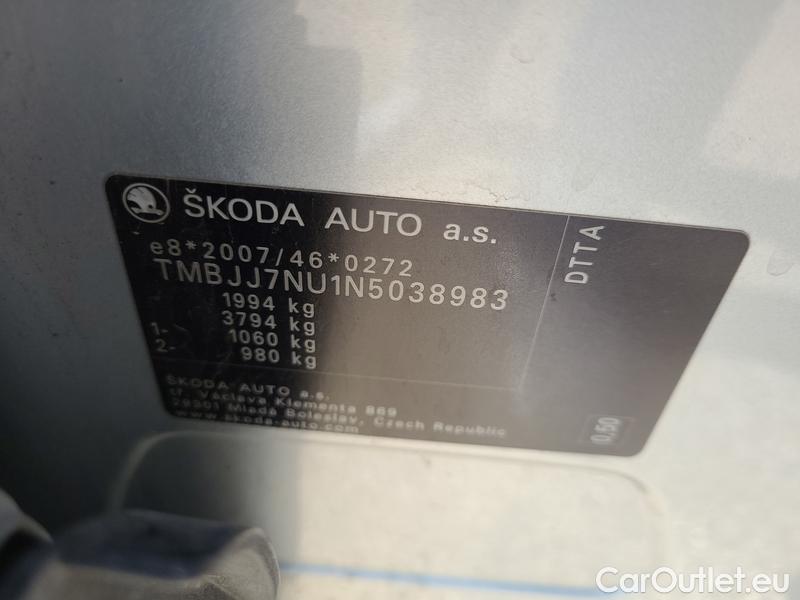 ŠKODA AUTO a.s.
DTTA
e8*2007/46*0272
TMBJJ7NU1N5038983
1994 kg
3794 kg
1- 1060 kg
2- 980 kg
ŠKODA AUTO a.s.
tř. Václava Klementa 869
29301 Mladá Boleslav, Czech Republic
www.skoda-auto.com
0,50
CarOutlet.eu